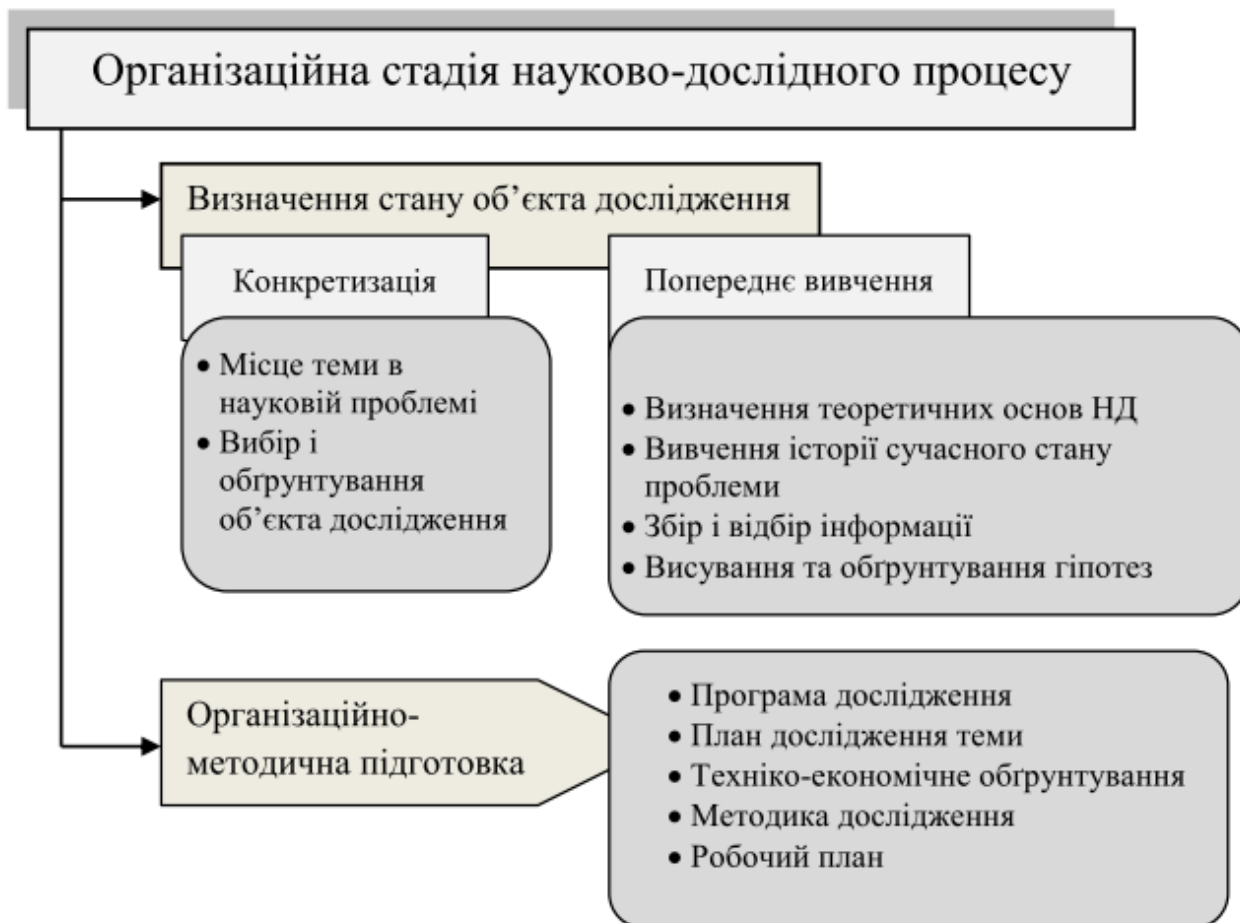 Організаційна стадія науково-дослідного процесу
Визначення стану об’єкта дослідження
Конкретизація
• Місце теми в
науковій проблемі
• Вибір і
обґрунтування
об’єкта дослідження
Попереднє вивчення
• Визначення теоретичних основ НД
• Вивчення історії сучасного стану
проблеми
• Збір і відбір інформації
• Висування та обґрунтування гіпотез
Організаційно-
методична підготовка
• Програма дослідження
• План дослідження теми
• Техніко-економічне обґрунтування
• Методика дослідження
• Робочий план